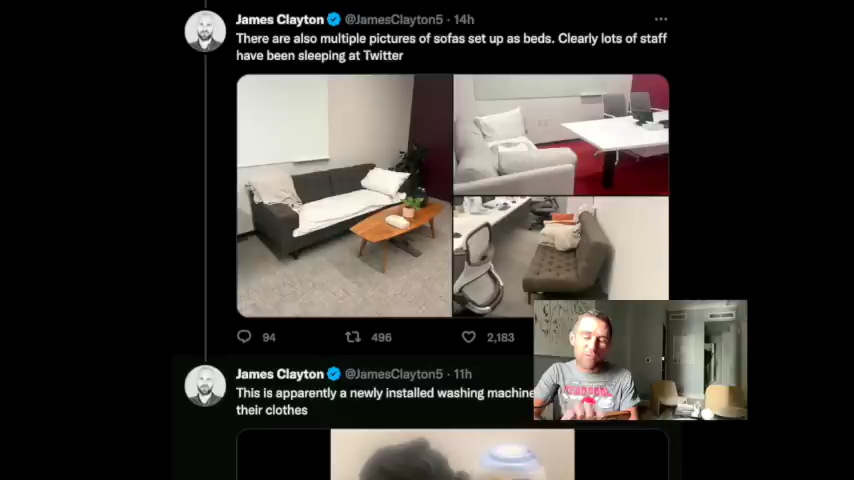 James Clayton @JamesClayton5 · 14h
There are also multiple pictures of sofas set up as beds. Clearly lots of staff
have been sleeping at Twitter
94 496 2,183
James Clayton @JamesClayton5 · 11h
This is apparently a newly installed washing machine
their clothes